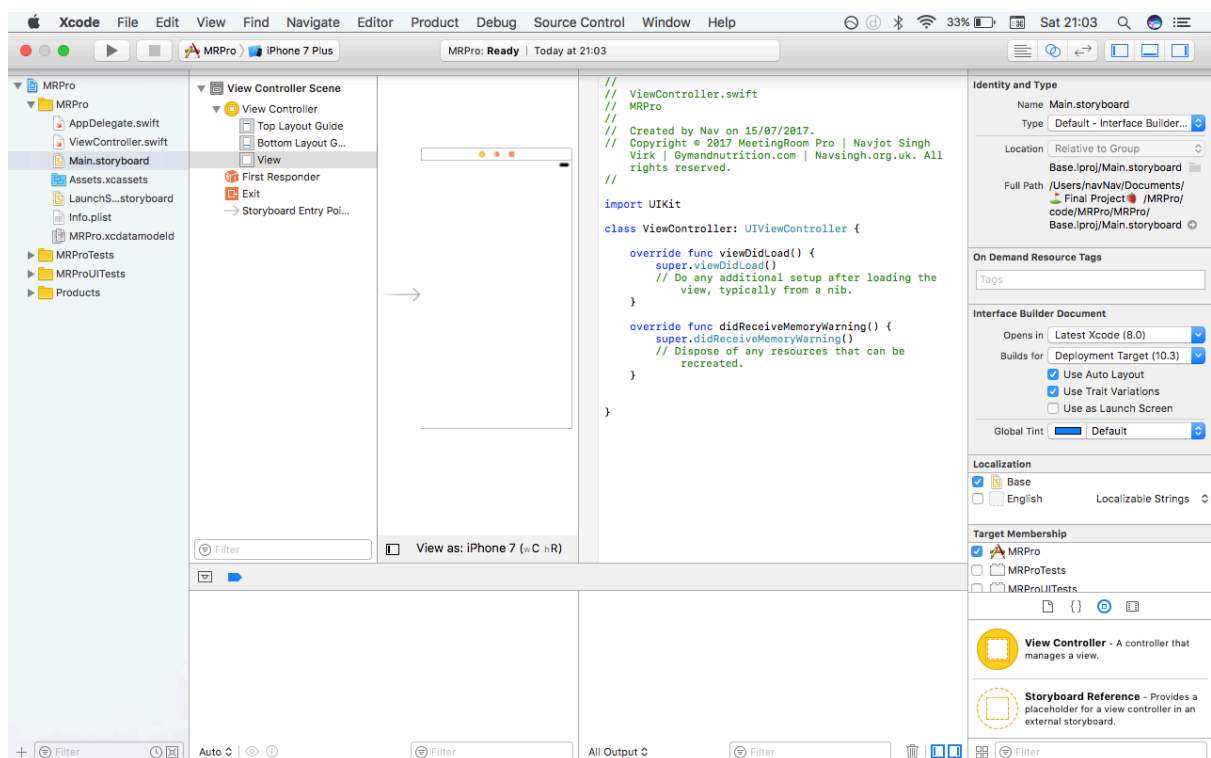 Xcode File Edit View Find Navigate Editor Product Debug Source Control Window Help 33% Sat 21:03
MRPro iPhone 7 Plus MRPro: Ready | Today at 21:03
MRPro
MRPro
AppDelegate.swift
ViewController.swift
Main.storyboard
Assets.xcassets
LaunchS...storyboard
Info.plist
MRPro.xcdatamodeld
MRProTests
MRProUITests
Products
Filter
View Controller Scene
View Controller
Top Layout Guide
Bottom Layout G...
View
First Responder
Exit
Storyboard Entry Poi...
Filter
View as: iPhone 7 (wC hR)
//
// ViewController.swift
// MRPro
//
// Created by Nav on 15/07/2017.
// Copyright © 2017 MeetingRoom Pro | Navjot Singh
Virk | Gymandnutrition.com | Navsingh.org.uk. All
rights reserved.
//
import UIKit
class ViewController: UIViewController {
override func viewDidLoad() {
super.viewDidLoad()
// Do any additional setup after loading the
view, typically from a nib.
}
override func didReceiveMemoryWarning() {
super.didReceiveMemoryWarning()
// Dispose of any resources that can be
recreated.
}
}
Auto Filter
All Output Filter
Identity and Type
Name Main.storyboard
Type Default - Interface Builder...
Location Relative to Group
Base.lproj/Main.storyboard
Full Path /Users/navNav/Documents/
Final Project /MRPro/
code/MRPro/MRPro/
Base.lproj/Main.storyboard
On Demand Resource Tags
Tags
Interface Builder Document
Opens in Latest Xcode (8.0)
Builds for Deployment Target (10.3)
Use Auto Layout
Use Trait Variations
Use as Launch Screen
Global Tint Default
Localization
Base
English Localizable Strings
Target Membership
MRPro
MRProTests
MRProUITests
{}
View Controller - A controller that
manages a view.
Storyboard Reference - Provides a
placeholder for a view controller in an
external storyboard.
Filter